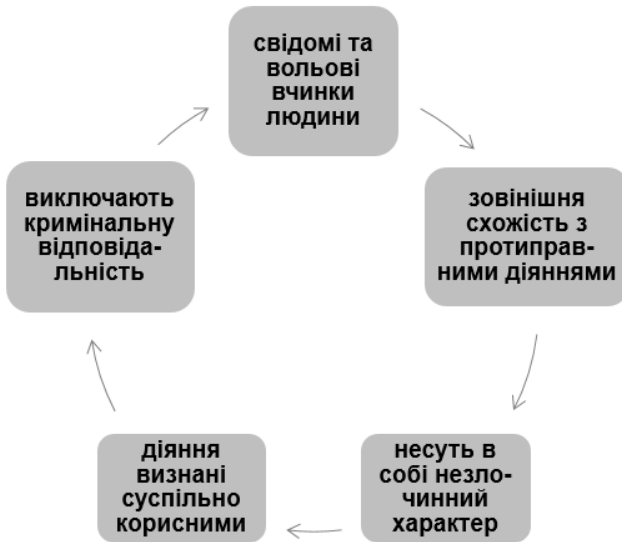 свідомі та
вольові
вчинки
людини
зовінішня
схожість з
протиправ-
ними діяннями
несуть в
собі незло-
чинний
характер
діяння
визнані
суспільно
корисними
виключають
кримінальну
відповіда-
льність